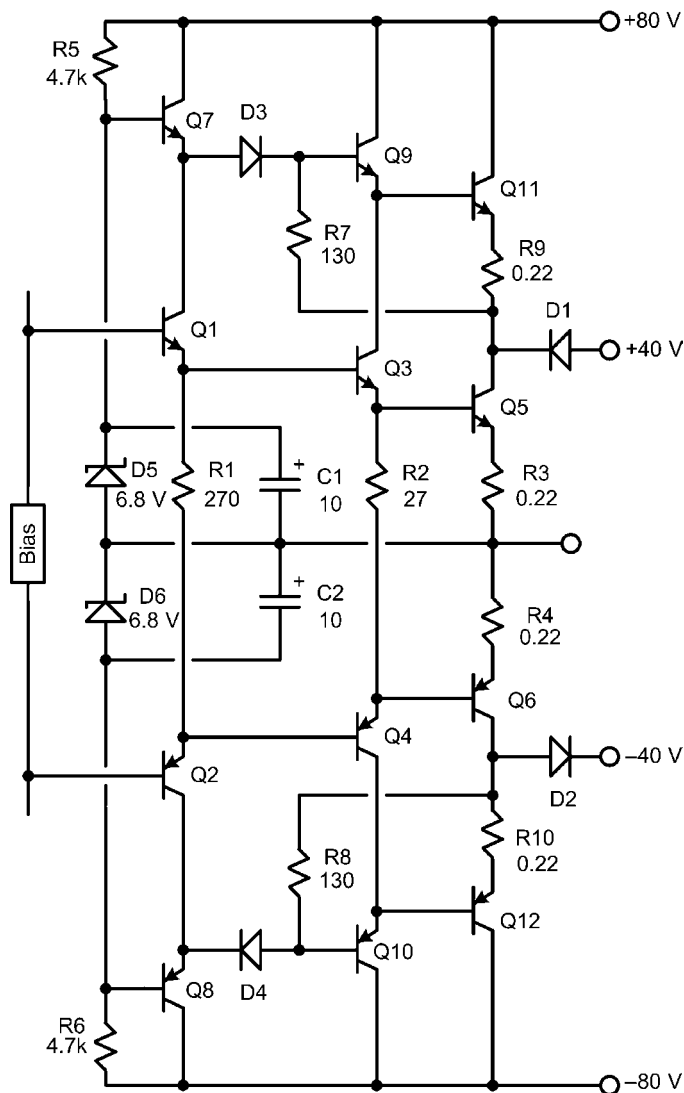 +80 V
R5
4.7k
Q7
D3
Q9
Q11
R7
130
R9
0.22
D1
+40 V
Q1
Q3
Q5
D5
6.8 V
R1
270
+
C1
10
R2
27
R3
0.22
Bias
D6
6.8 V
+
C2
10
R4
0.22
Q6
Q4
Q2
–40 V
D2
R8
130
R10
0.22
Q12
Q10
Q8
D4
R6
4.7k
–80 V